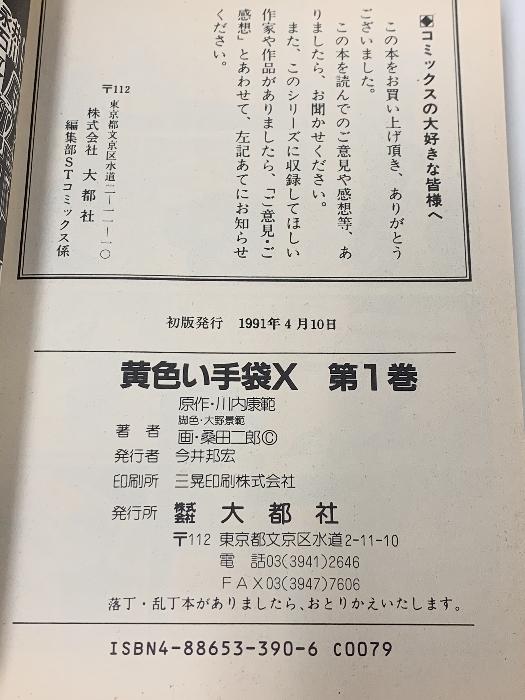 ◆コミックスの大好きな皆様へ
この本をお買い上げ頂き、ありがとう
ございました。
この本を読んでのご意見や感想等、あ
りましたら、お聞かせください。
また、このシリーズに収録してほしい
作家や作品がありましたら、「ご意見・ご
感想」とあわせて、左記あてにお知らせ
ください。
〒112 東京都文京区水道二―一一―一〇
株式会社 大都社
編集部STコミックス係
初版発行 1991年4月10日
黄色い手袋X 第1巻
原作・川内康範
脚色・大野景範
著者 画・桑田二郎©
発行者 今井邦宏
印刷所 三晃印刷株式会社
発行所 株式会社 大都社
〒112 東京都文京区水道2-11-10
電話03(3941)2646
FAX03(3947)7606
落丁・乱丁本がありましたら、おとりかえいたします。
ISBN4-88653-390-6 C0079